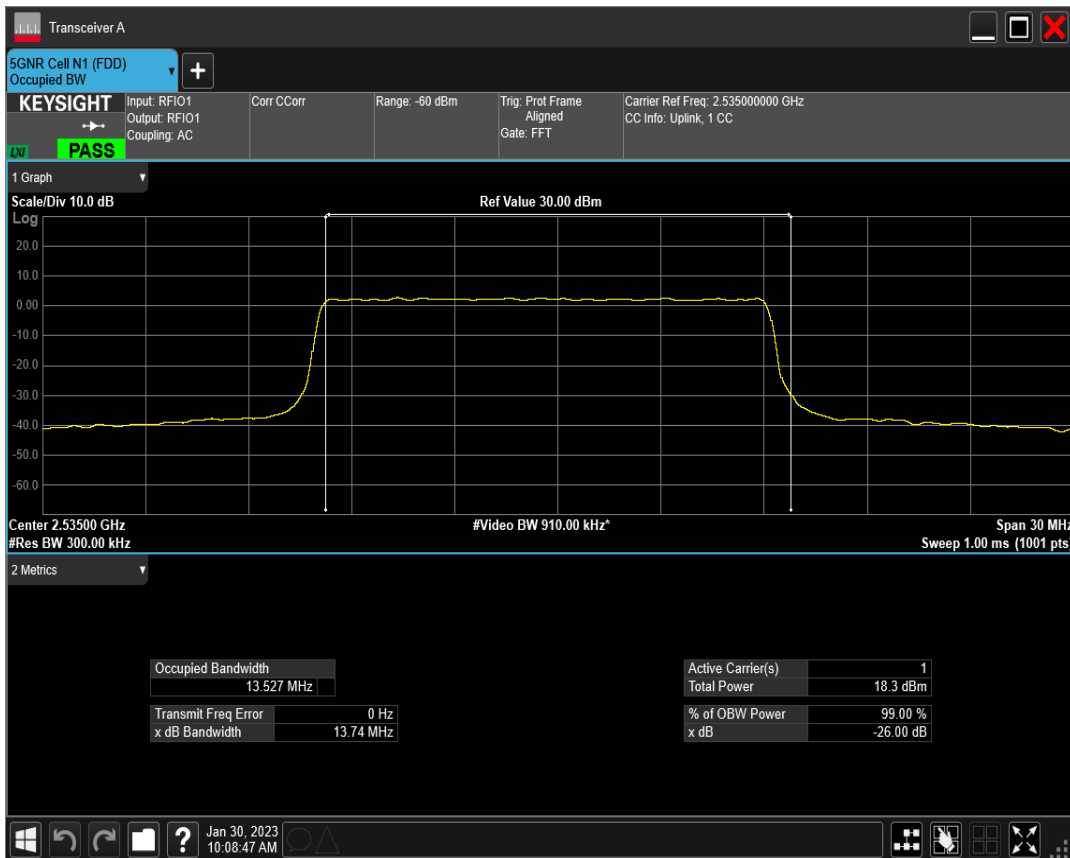 Transceiver A
5GNR Cell N1 (FDD)
Occupied BW
KEYSIGHT
LXI
PASS
Input: RFIO1
Output: RFIO1
Coupling: AC
Corr CCorr
Range: -60 dBm
Trig: Prot Frame
Aligned
Gate: FFT
Carrier Ref Freq: 2.535000000 GHz
CC Info: Uplink, 1 CC
1 Graph
Scale/Div 10.0 dB
Ref Value 30.00 dBm
Log
20.0
10.0
0.00
-10.0
-20.0
-30.0
-40.0
-50.0
-60.0
Center 2.53500 GHz
#Video BW 910.00 kHz*
Span 30 MHz
#Res BW 300.00 kHz
Sweep 1.00 ms (1001 pts)
2 Metrics
Occupied Bandwidth
13.527 MHz
Transmit Freq Error 0 Hz
x dB Bandwidth 13.74 MHz
Active Carrier(s) 1
Total Power 18.3 dBm
% of OBW Power 99.00 %
x dB -26.00 dB
?
Jan 30, 2023
10:08:47 AM